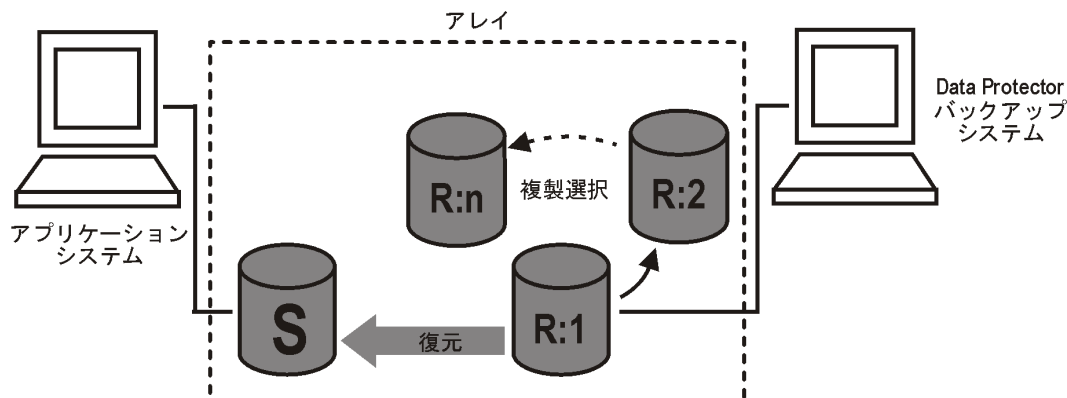 アレイ
Data Protector
バックアップ
システム
R:n
複製選択
R:2
アプリケーション
システム
S
復元
R:1